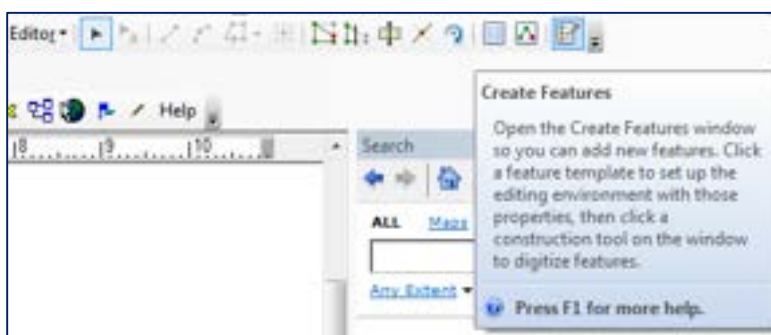 Editor
Create Features
Open the Create Features window
so you can add new features. Click
a feature template to set up the
editing environment with those
properties, then click a
construction tool on the window
to digitize features.
Press F1 for more help.
Help
8 9 10
Search
ALL Maps
Any Extent